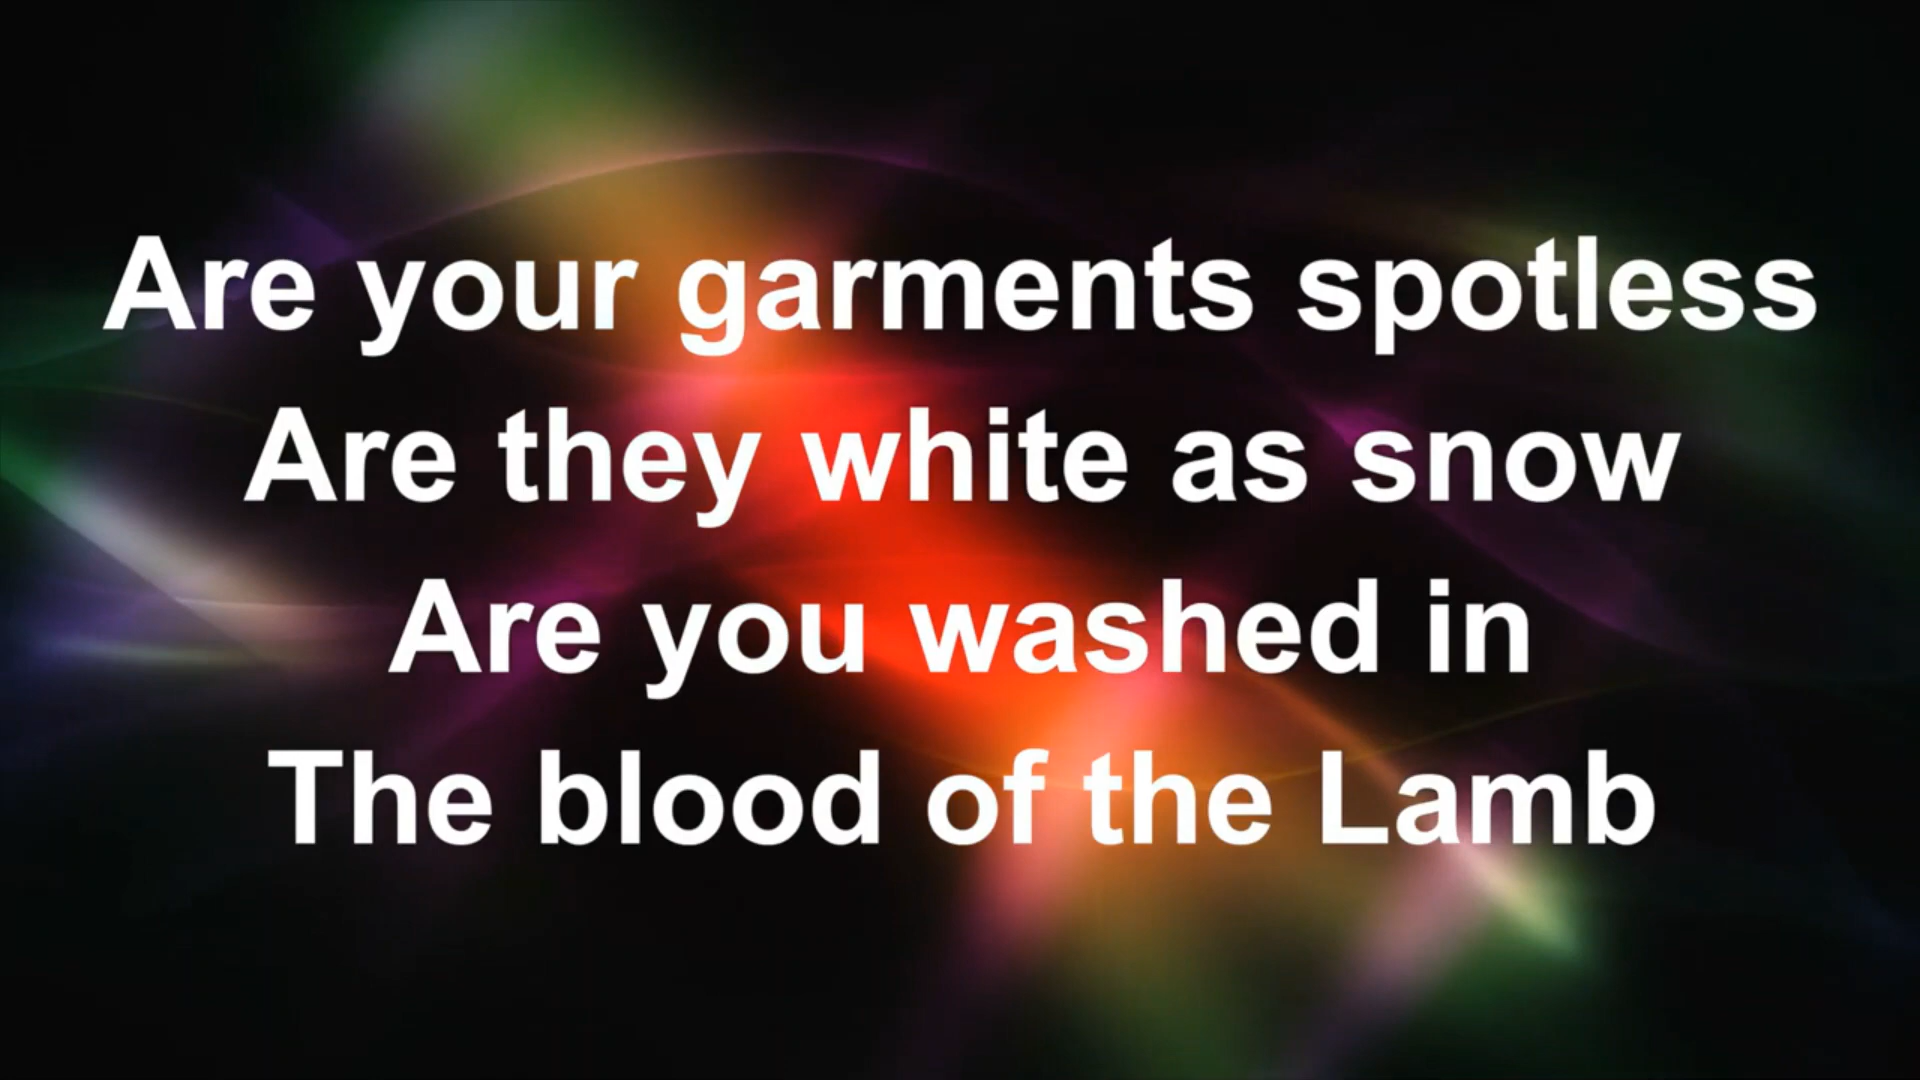 Are your garments spotless
Are they white as snow
Are you washed in
The blood of the Lamb